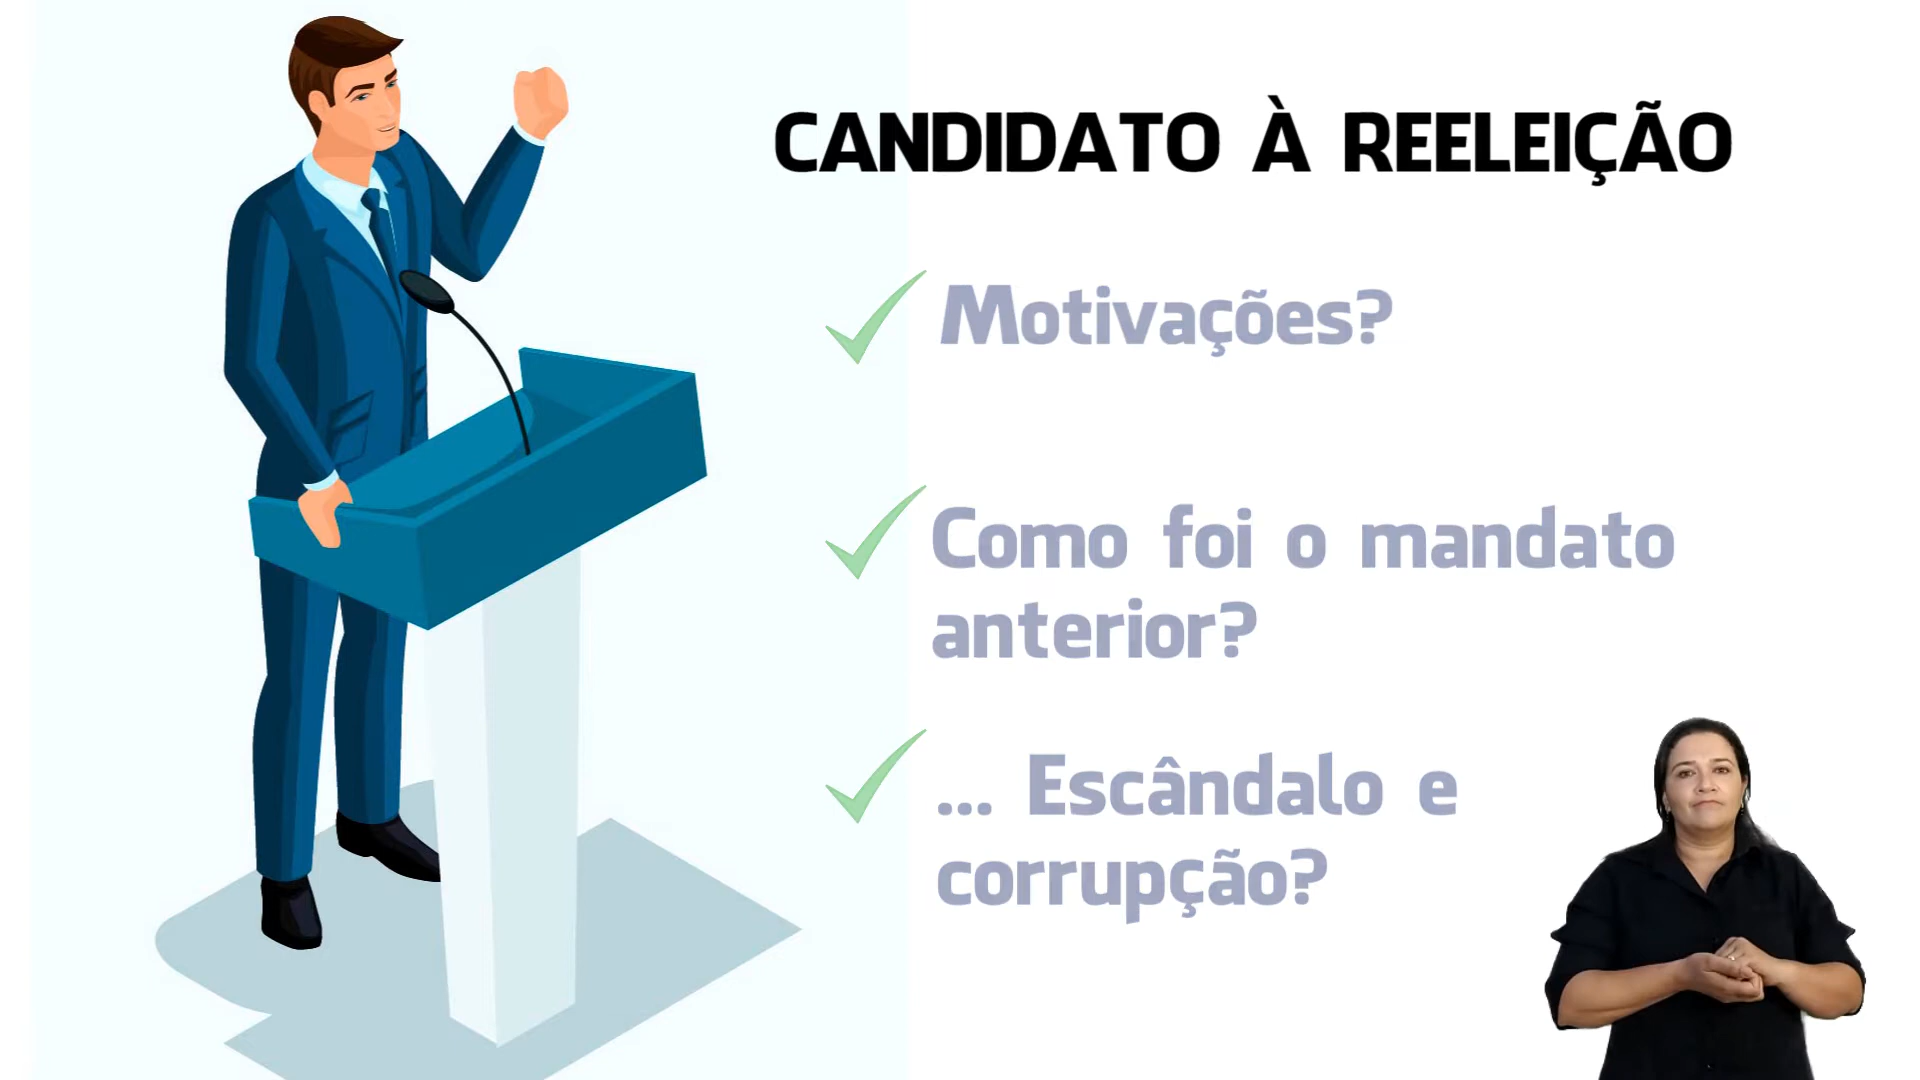 CANDIDATO À REELEIÇÃO
Motivações?
Como foi o mandato
anterior?
... Escândalo e
corrupção?